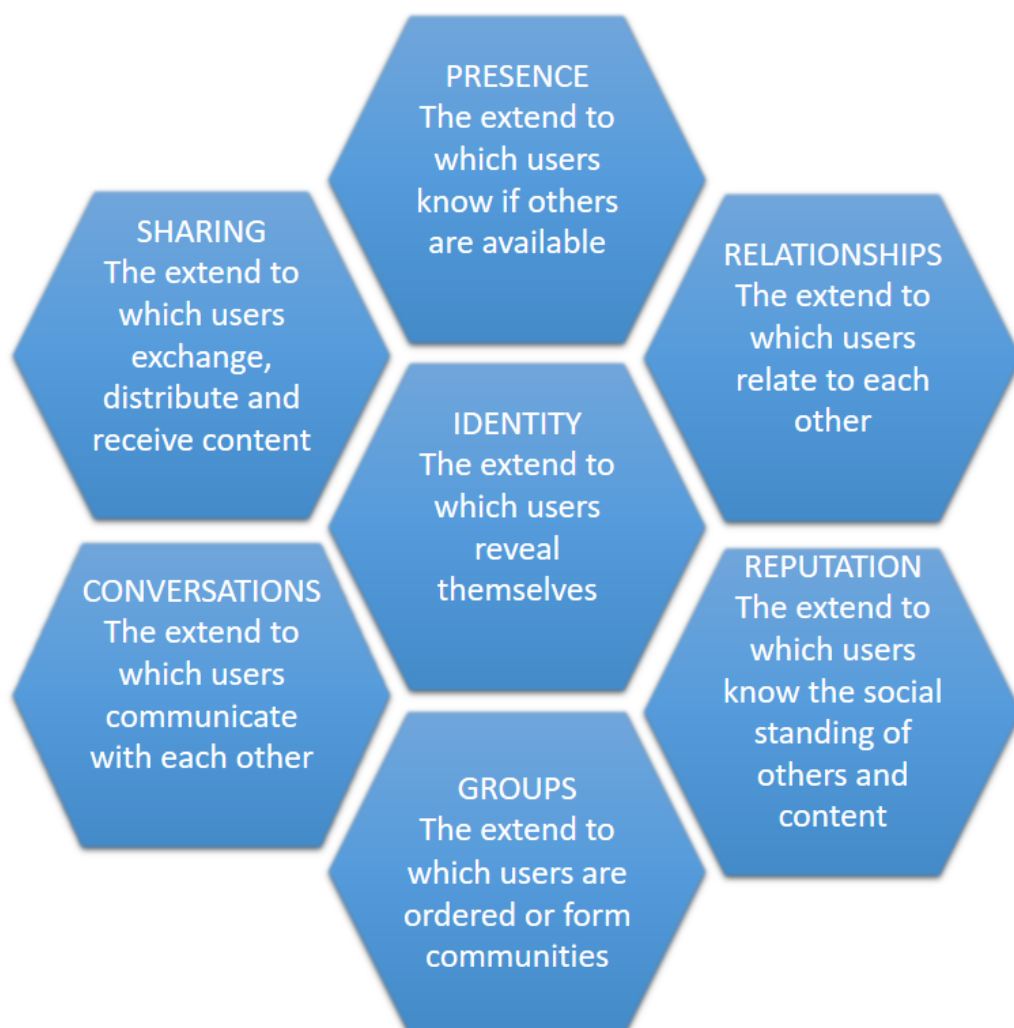 PRESENCE
The extend to
which users
know if others
are available
SHARING
The extend to
which users
exchange,
distribute and
receive content
RELATIONSHIPS
The extend to
which users
relate to each
other
IDENTITY
The extend to
which users
reveal
themselves
CONVERSATIONS
The extend to
which users
communicate
with each other
REPUTATION
The extend to
which users
know the social
standing of
others and
content
GROUPS
The extend to
which users are
ordered or form
communities